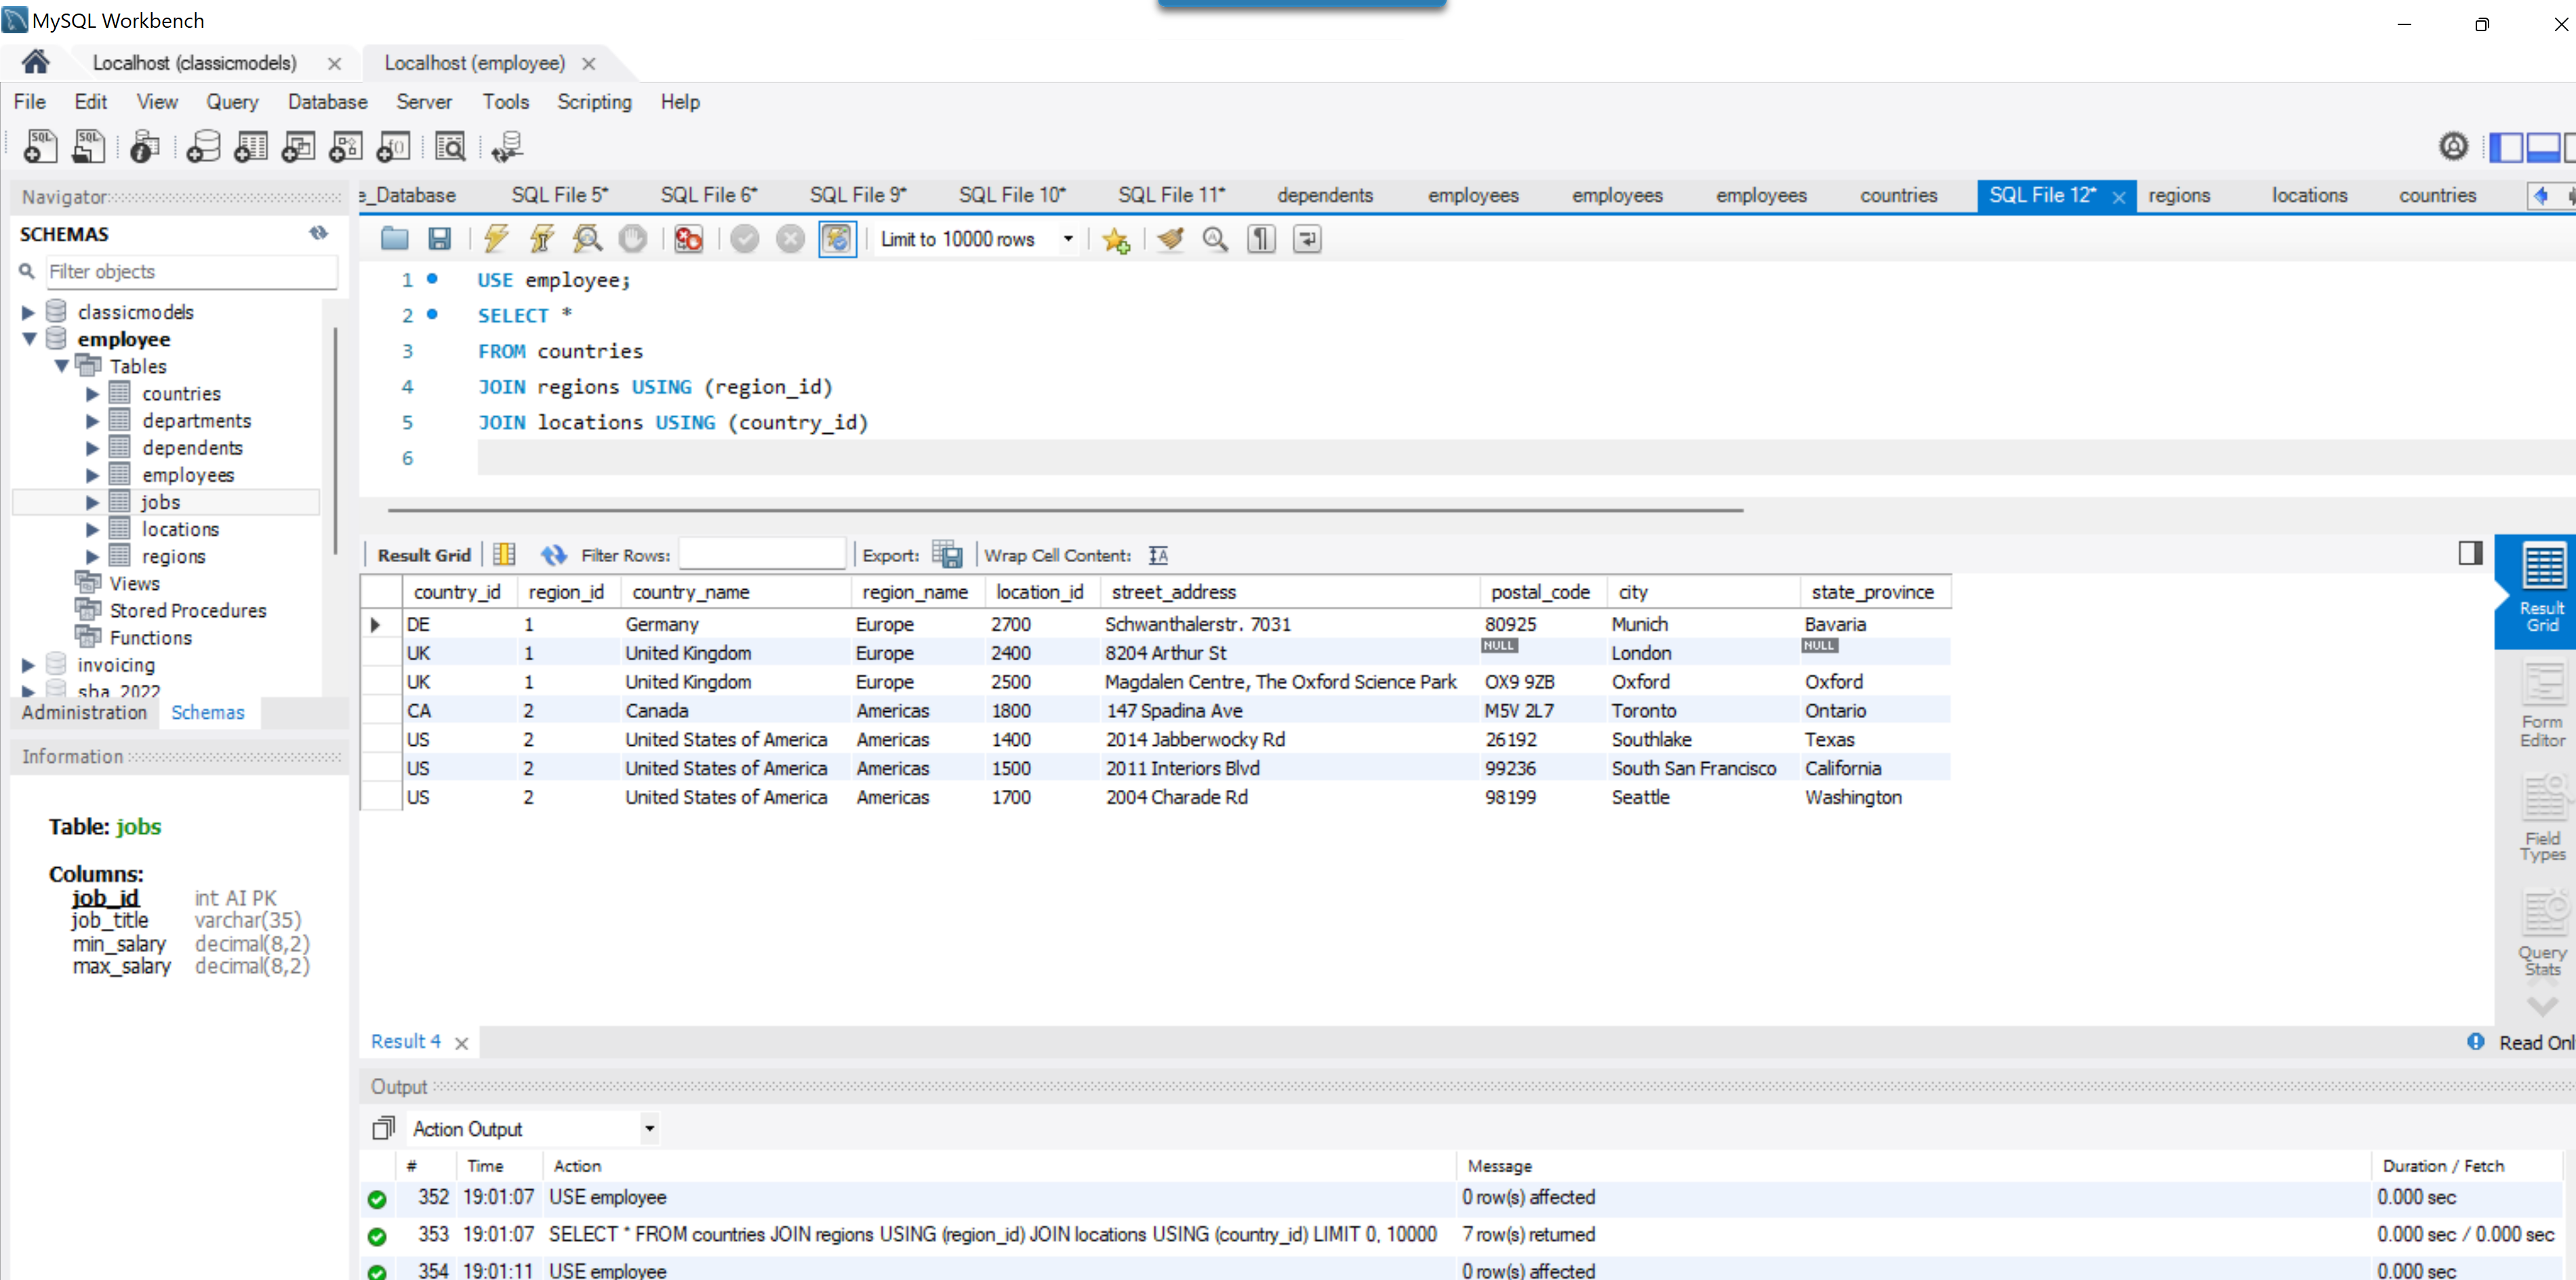 MySQL Workbench
Localhost (classicmodels)
Localhost (employee)
File Edit View Query Database Server Tools Scripting Help
Navigator
SCHEMAS
Filter objects
classicmodels
employee
Tables
countries
departments
dependents
employees
jobs
locations
regions
Views
Stored Procedures
Functions
invoicing
sba_2022
Administration Schemas
Information
Table: jobs
Columns:
job_id int AI PK
job_title varchar(35)
min_salary decimal(8,2)
max_salary decimal(8,2)
e_Database SQL File 5* SQL File 6* SQL File 9* SQL File 10* SQL File 11* dependents employees employees employees countries SQL File 12* regions locations countries
Limit to 10000 rows
1 USE employee;
2 SELECT *
3 FROM countries
4 JOIN regions USING (region_id)
5 JOIN locations USING (country_id)
6
Result Grid Filter Rows: Export: Wrap Cell Content:
country_id region_id country_name region_name location_id street_address postal_code city state_province
DE 1 Germany Europe 2700 Schwanthalerstr. 7031 80925 Munich Bavaria
UK 1 United Kingdom Europe 2400 8204 Arthur St NULL London NULL
UK 1 United Kingdom Europe 2500 Magdalen Centre, The Oxford Science Park OX9 9ZB Oxford Oxford
CA 2 Canada Americas 1800 147 Spadina Ave M5V 2L7 Toronto Ontario
US 2 United States of America Americas 1400 2014 Jabberwocky Rd 26192 Southlake Texas
US 2 United States of America Americas 1500 2011 Interiors Blvd 99236 South San Francisco California
US 2 United States of America Americas 1700 2004 Charade Rd 98199 Seattle Washington
Result
Grid
Form
Editor
Field
Types
Query
Stats
Result 4
Read Onl
Output
Action Output
# Time Action Message Duration / Fetch
352 19:01:07 USE employee 0 row(s) affected 0.000 sec
353 19:01:07 SELECT * FROM countries JOIN regions USING (region_id) JOIN locations USING (country_id) LIMIT 0, 10000 7 row(s) returned 0.000 sec / 0.000 sec
354 19:01:11 USE employee 0 row(s) affected 0.000 sec